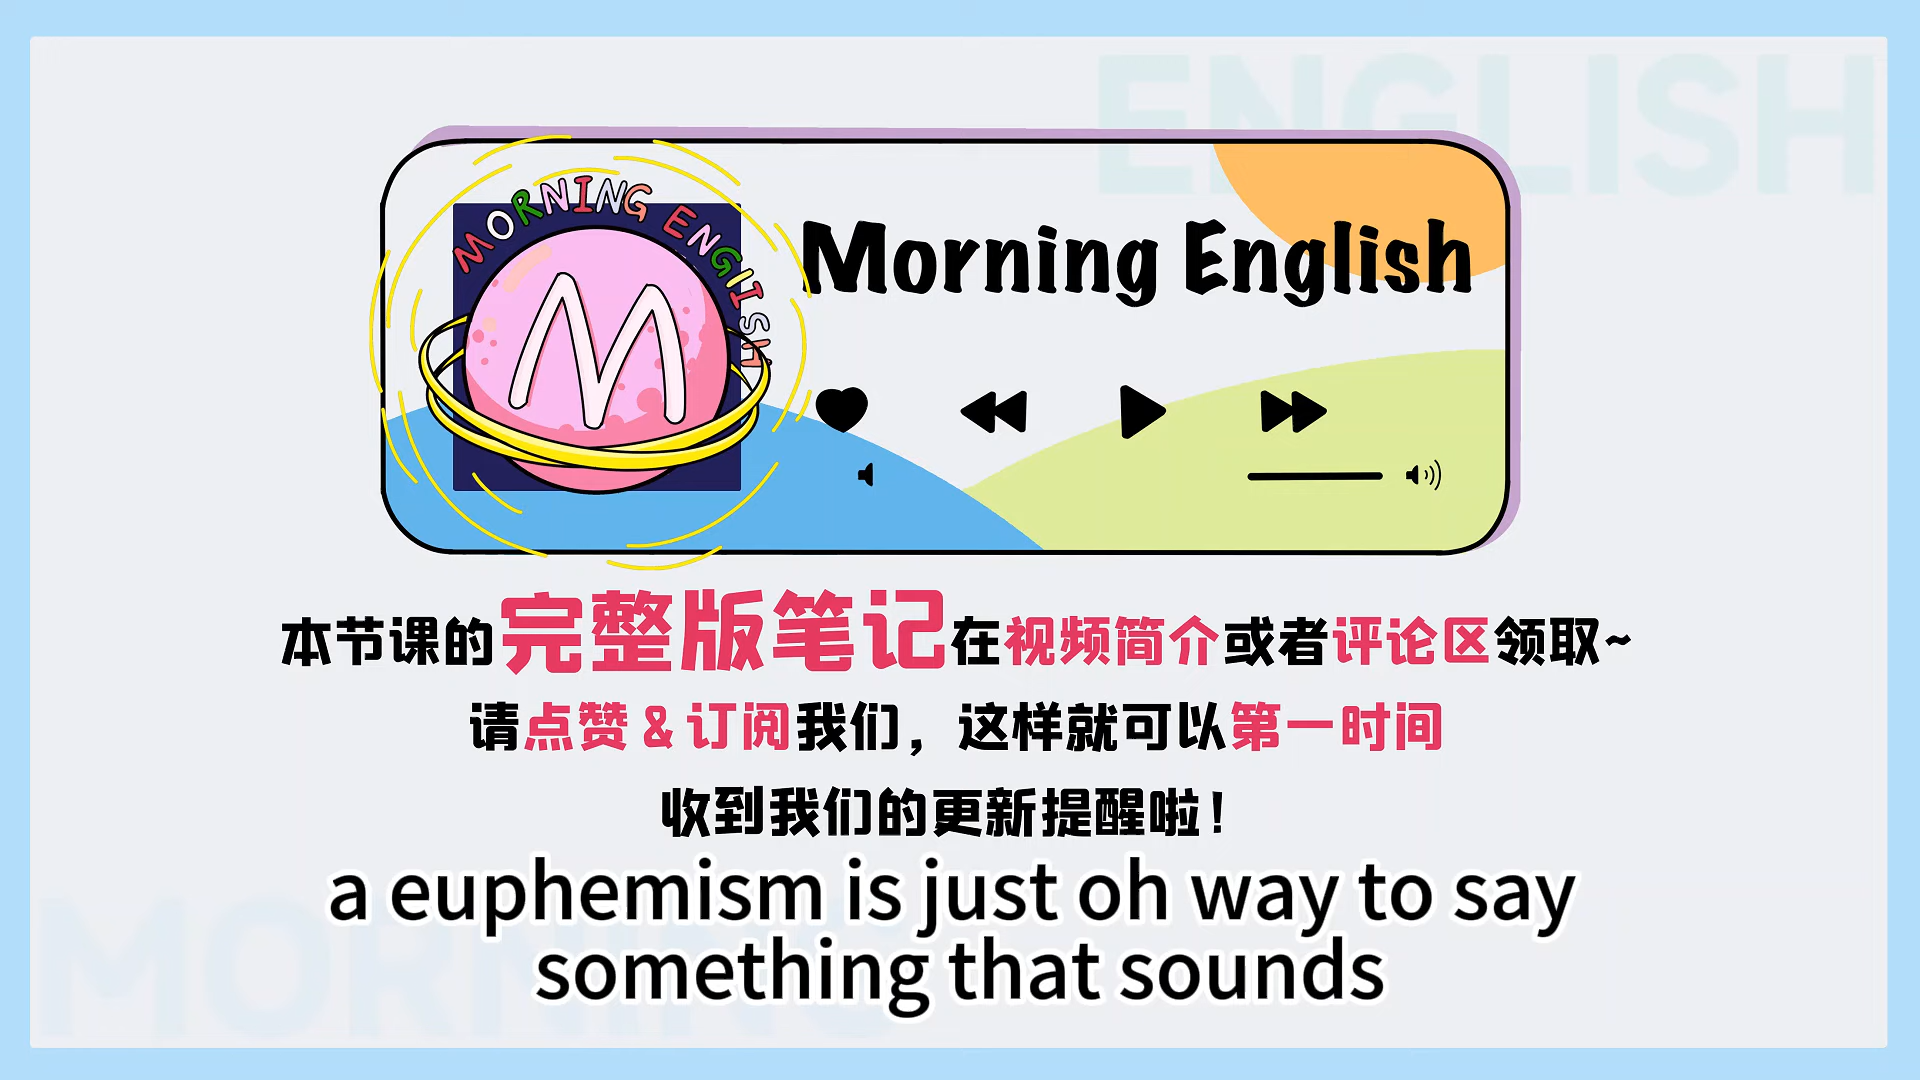 ENGLISH
MORNING ENGLISH
M
Morning English
本节课的完整版笔记在视频简介或者评论区领取~
请点赞&订阅我们，这样就可以第一时间
收到我们的更新提醒啦！
a euphemism is just oh way to say
something that sounds
MORNING